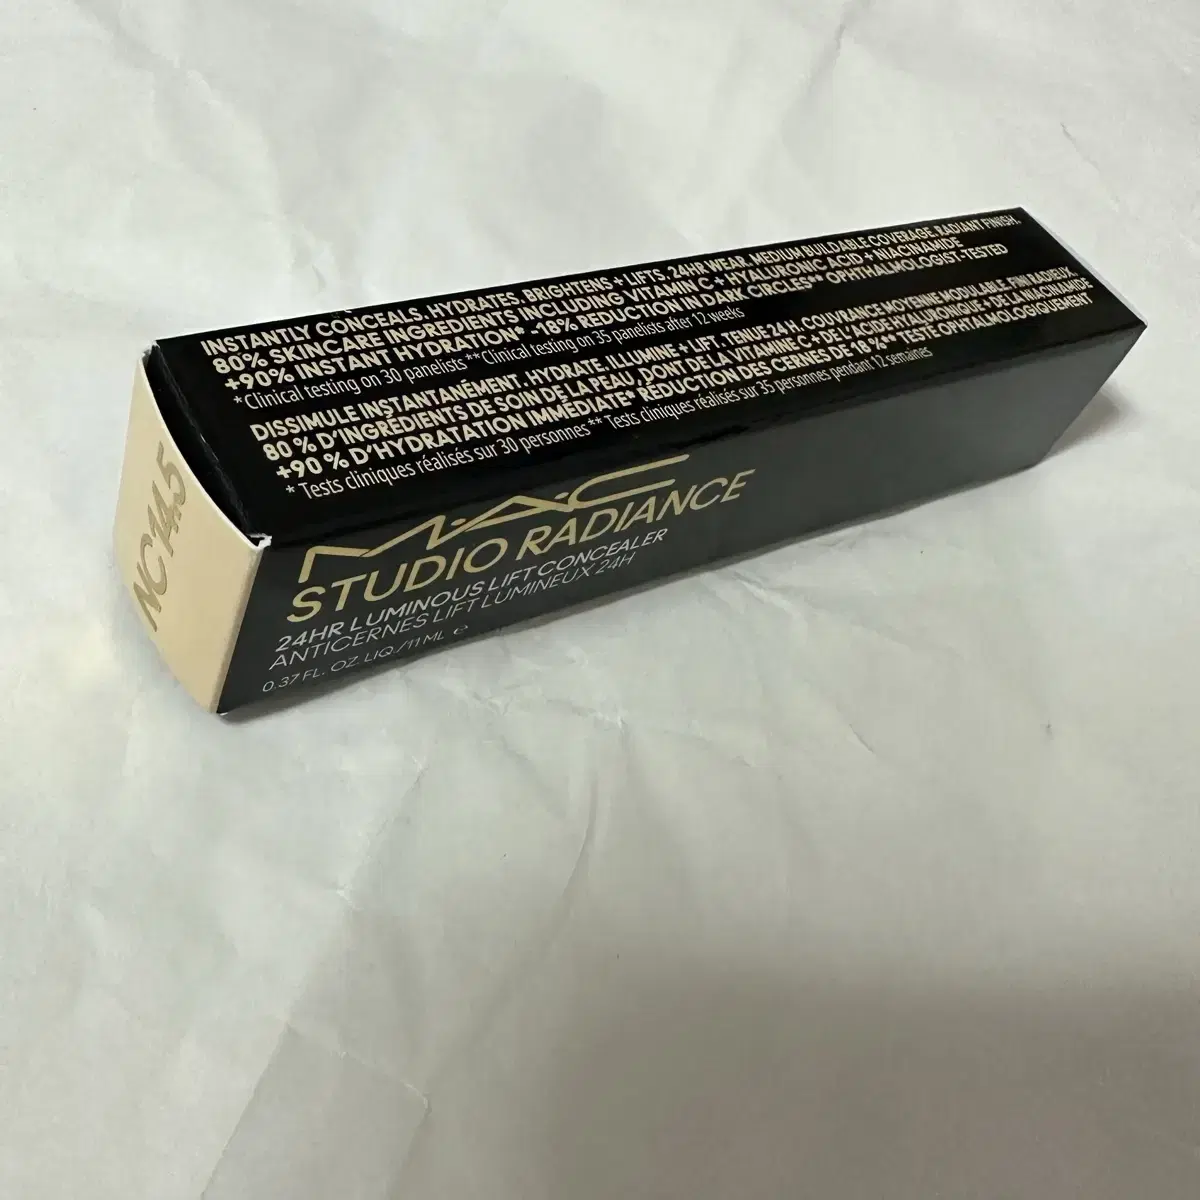 INSTANTLY CONCEALS, HYDRATES, BRIGHTENS + LIFTS. 24HR WEAR. MEDIUM BUILDABLE COVERAGE. RADIANT FINISH.
80% SKINCARE INGREDIENTS INCLUDING VITAMIN C + HYALURONIC ACID + NIACINAMIDE
+90% INSTANT HYDRATION* -18% REDUCTION IN DARK CIRCLES** OPHTHALMOLOGIST-TESTED
*Clinical testing on 30 panelists **Clinical testing on 35 panelists after 12 weeks
DISSIMULE INSTANTANÉMENT, HYDRATE, ILLUMINE + LIFT. TENUE 24 H. COUVRANCE MOYENNE MODULABLE. FINI RADIEUX.
80 % D'INGRÉDIENTS DE SOIN DE LA PEAU, DONT DE LA VITAMINE C + DE L'ACIDE HYALURONIQUE + DE LA NIACINAMIDE
+90 % D'HYDRATATION IMMÉDIATE* RÉDUCTION DES CERNES DE *18 %** TESTÉ OPHTALMOLOGIQUEMENT
* Tests cliniques réalisés sur 30 personnes ** Tests cliniques réalisés sur 35 personnes pendant 12 semaines
NC14.5
M·A·C
STUDIO RADIANCE
24HR LUMINOUS LIFT CONCEALER
ANTICERNES LIFT LUMINEUX 24H
0.37 FL. OZ. LIQ./11 ML ℮